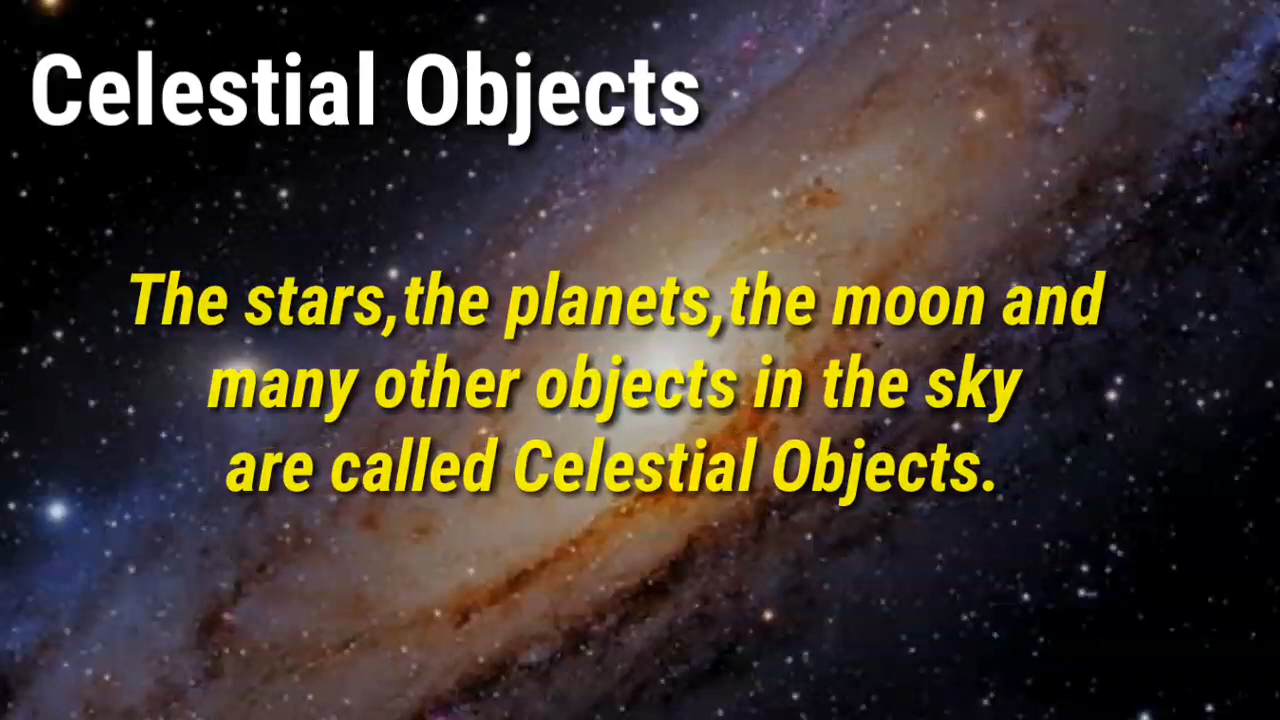 Celestial Objects
The stars,the planets,the moon and
many other objects in the sky
are called Celestial Objects.